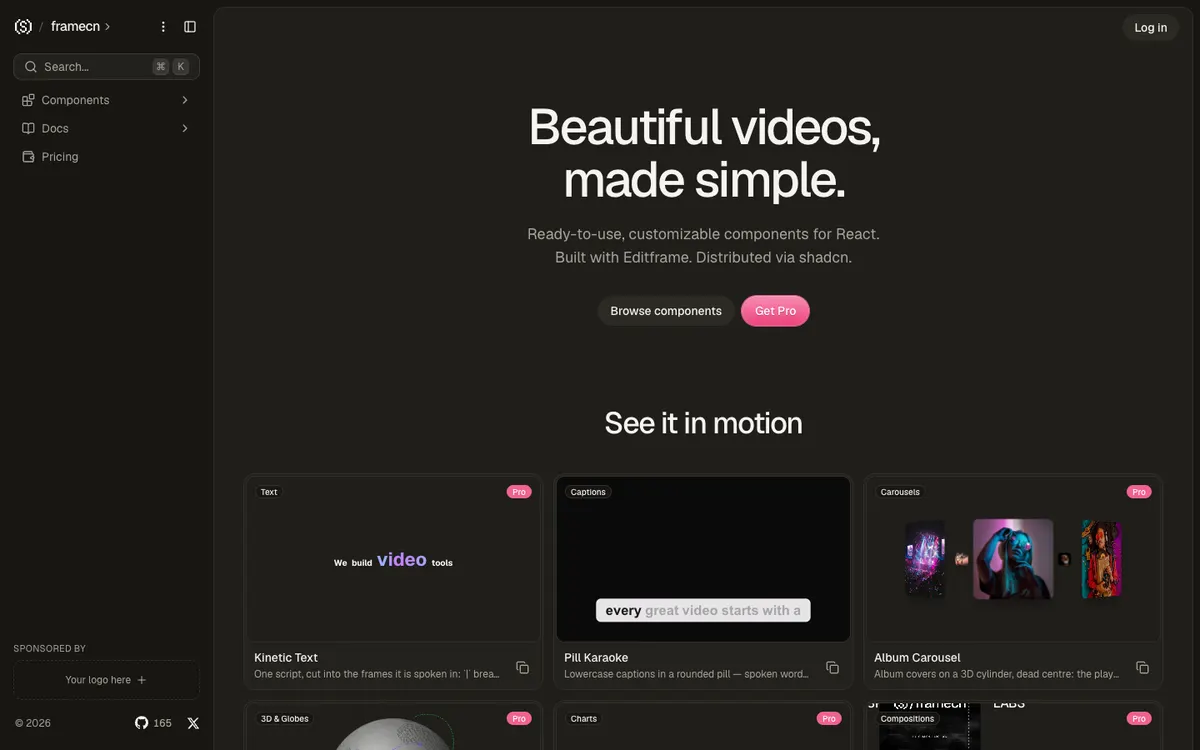 / framecn
Search...
⌘ K
Components
Docs
Pricing
SPONSORED BY
Your logo here +
© 2026
165
Log in
Beautiful videos,
made simple.
Ready-to-use, customizable components for React.
Built with Editframe. Distributed via shadcn.
Browse components
Get Pro
See it in motion
Text
Pro
We build video tools
Kinetic Text
One script, cut into the frames it is spoken in: `|` brea...
Captions
every great video starts with a
Pill Karaoke
Lowercase captions in a rounded pill — spoken word...
Carousels
Pro
Album Carousel
Album covers on a 3D cylinder, dead centre: the play...
3D & Globes
Pro
Charts
Pro
Compositions
Pro
framecn
LABS